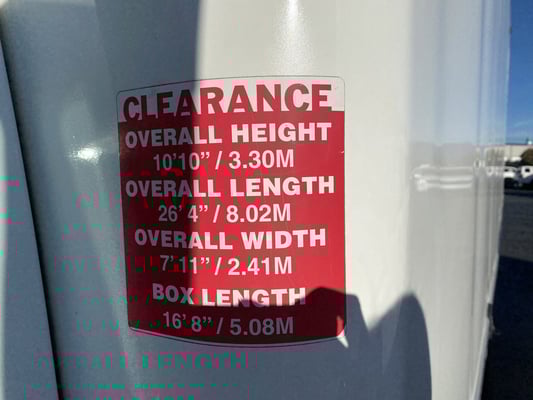 CLEARANCE
OVERALL HEIGHT
10'10" / 3.30M
OVERALL LENGTH
26' 4" / 8.02M
OVERALL WIDTH
7' 11" / 2.41M
BOX LENGTH
16' 8" / 5.08M